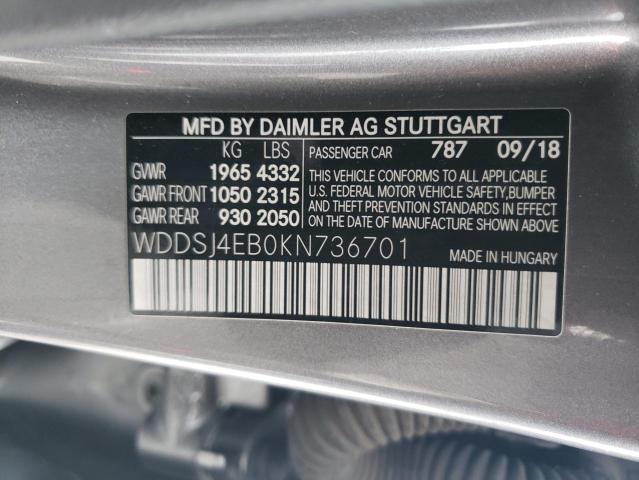 MFD BY DAIMLER AG STUTTGART
KG LBS
GVWR 1965 4332
GAWR FRONT 1050 2315
GAWR REAR 930 2050
PASSENGER CAR 787 09/18
THIS VEHICLE CONFORMS TO ALL APPLICABLE
U.S. FEDERAL MOTOR VEHICLE SAFETY,BUMPER
AND THEFT PREVENTION STANDARDS IN EFFECT
ON THE DATE OF MANUFACTURE SHOWN ABOVE
WDDSJ4EB0KN736701
MADE IN HUNGARY